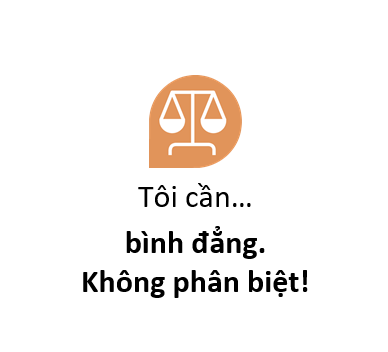 Tôi cần...
bình đẳng.
Không phân biệt!